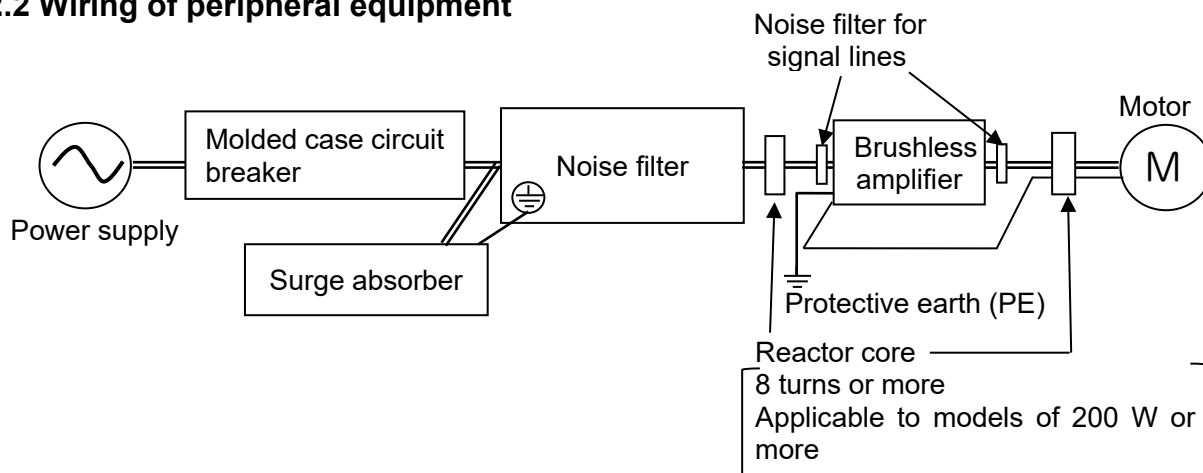 2.2 Wiring of peripheral equipment
Noise filter for
signal lines
Motor
Molded case circuit
breaker
Noise filter
Brushless
amplifier
M
Power supply
Surge absorber
Protective earth (PE)
Reactor core
8 turns or more
Applicable to models of 200 W or
more